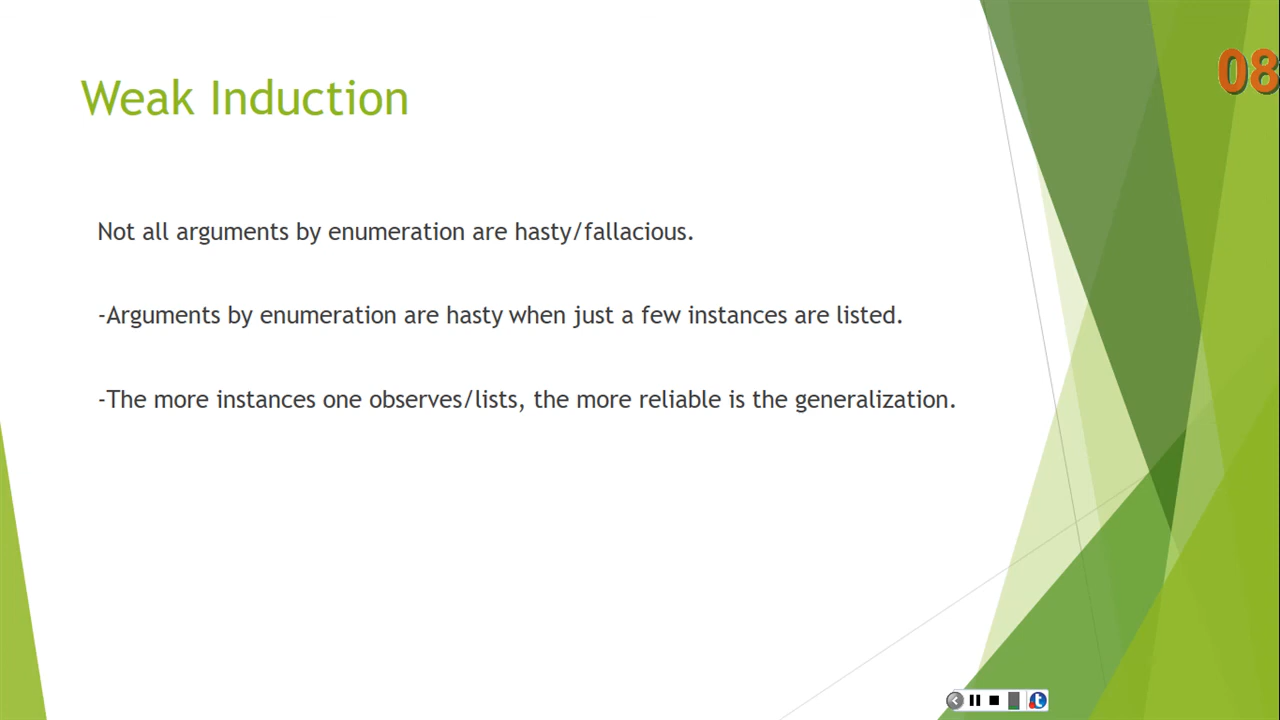 Weak Induction
08
Not all arguments by enumeration are hasty/fallacious.
-Arguments by enumeration are hasty when just a few instances are listed.
-The more instances one observes/lists, the more reliable is the generalization.
t